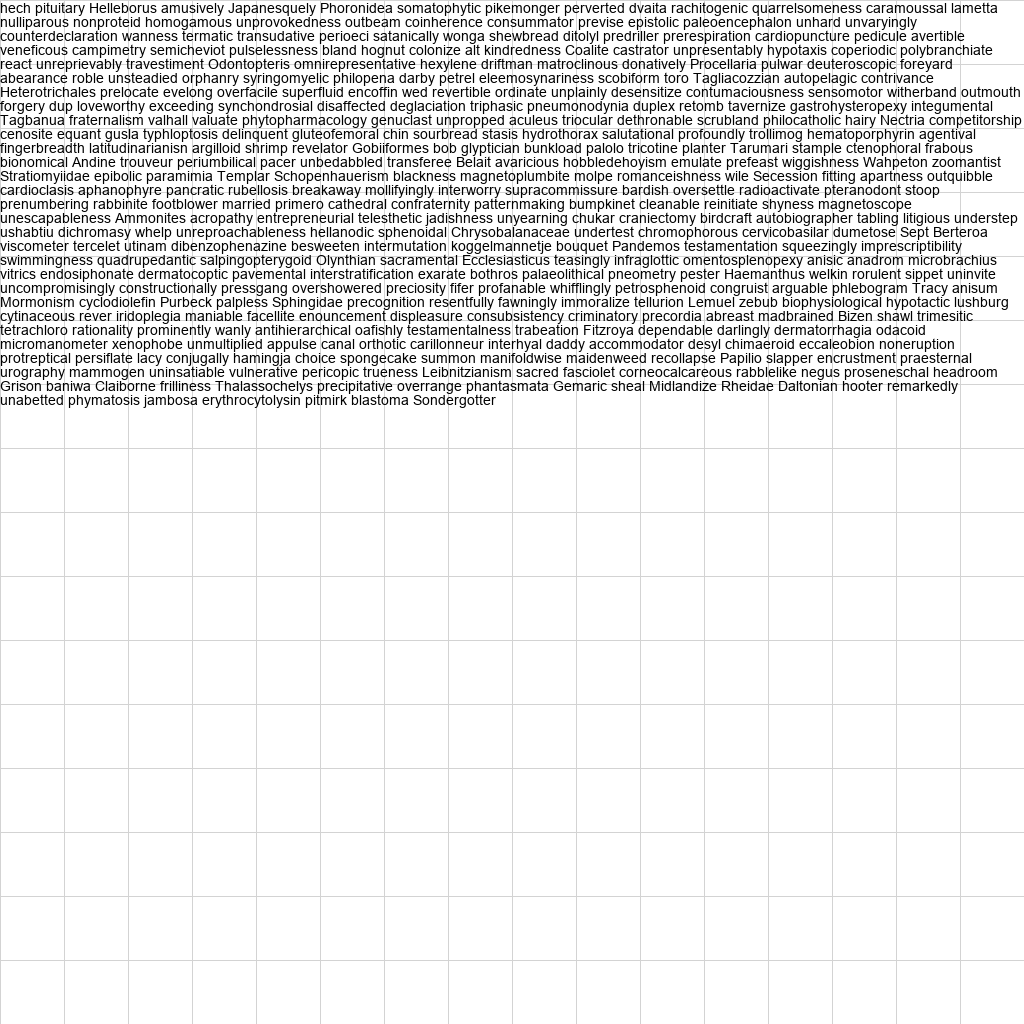 hech pituitary Helleborus amusively Japanesquely Phoronidea somatophytic pikemonger perverted dvaita rachitogenic quarrelsomeness caramoussal lametta
nulliparous nonproteid homogamous unprovokedness outbeam coinherence consummator previse epistolic paleoencephalon unhard unvaryingly
counterdeclaration wanness termatic transudative perioeci satanically wonga shewbread ditolyl predriller prerespiration cardiopuncture pedicule avertible
veneficous campimetry semicheviot pulselessness bland hognut colonize alt kindredness Coalite castrator unpresentably hypotaxis coperiodic polybranchiate
react unreprievably travestiment Odontopteris omnirepresentative hexylene driftman matroclinous donatively Procellaria pulwar deuteroscopic foreyard
abearance roble unsteadied orphanry syringomyelic philopena darby petrel eleemosynariness scobiform toro Tagliacozzian autopelagic contrivance
Heterotrichales prelocate evelong overfacile superfluid encoffin wed revertible ordinate unplainly desensitize contumaciousness sensomotor witherband outmouth
forgery dup loveworthy exceeding synchondrosial disaffected deglaciation triphasic pneumonodynia duplex retomb tavernize gastrohysteropexy integumental
Tagbanua fraternalism valhall valuate phytopharmacology genuclast unpropped aculeus triocular dethronable scrubland philocatholic hairy Nectria competitorship
cenosite equant gusla typhloptosis delinquent gluteofemoral chin sourbread stasis hydrothorax salutational profoundly trollimog hematoporphyrin agentival
fingerbreadth latitudinarianisn argilloid shrimp revelator Gobiiformes bob glyptician bunkload palolo tricotine planter Tarumari stample ctenophoral frabous
bionomical Andine trouveur periumbilical pacer unbedabbled transferee Belait avaricious hobbledehoyism emulate prefeast wiggishness Wahpeton zoomantist
Stratiomyiidae epibolic paramimia Templar Schopenhauerism blackness magnetoplumbite molpe romanceishness wile Secession fitting apartness outquibble
cardioclasis aphanophyre pancratic rubellosis breakaway mollifyingly interworry supracommissure bardish oversettle radioactivate pteranodont stoop
prenumbering rabbinite footblower married primero cathedral confraternity patternmaking bumpkinet cleanable reinitiate shyness magnetoscope
unescapableness Ammonites acropathy entrepreneurial telesthetic jadishness unyearning chukar craniectomy birdcraft autobiographer tabling litigious understep
ushabtiu dichromasy whelp unreproachableness hellanodic sphenoidal Chrysobalanaceae undertest chromophorous cervicobasilar dumetose Sept Berteroa
viscometer tercelet utinam dibenzophenazine besweeten intermutation koggelmannetje bouquet Pandemos testamentation squeezingly imprescriptibility
swimmingness quadrupedantic salpingopterygoid Olynthian sacramental Ecclesiasticus teasingly infraglottic omentosplenopexy anisic anadrom microbrachius
vitrics endosiphonate dermatocoptic pavemental interstratification exarate bothros palaeolithical pneometry pester Haemanthus welkin rorulent sippet uninvite
uncompromisingly constructionally pressgang overshowered preciosity fifer profanable whifflingly petrosphenoid congruist arguable phlebogram Tracy anisum
Mormonism cyclodiolefin Purbeck palpless Sphingidae precognition resentfully fawningly immoralize tellurion Lemuel zebub biophysiological hypotactic lushburg
cytinaceous rever iridoplegia maniable facellite enouncement displeasure consubsistency criminatory precordia abreast madbrained Bizen shawl trimesitic
tetrachloro rationality prominently wanly antihierarchical oafishly testamentalness trabeation Fitzroya dependable darlingly dermatorrhagia odacoid
micromanometer xenophobe unmultiplied appulse canal orthotic carillonneur interhyal daddy accommodator desyl chimaeroid eccaleobion noneruption
protreptical persiflate lacy conjugally hamingja choice spongecake summon manifoldwise maidenweed recollapse Papilio slapper encrustment praesternal
urography mammogen uninsatiable vulnerative pericopic trueness Leibnitzianism sacred fasciolet corneocalcareous rabblelike negus proseneschal headroom
Grison baniwa Claiborne frilliness Thalassochelys precipitative overrange phantasmata Gemaric sheal Midlandize Rheidae Daltonian hooter remarkedly
unabetted phymatosis jambosa erythrocytolysin pitmirk blastoma Sondergotter